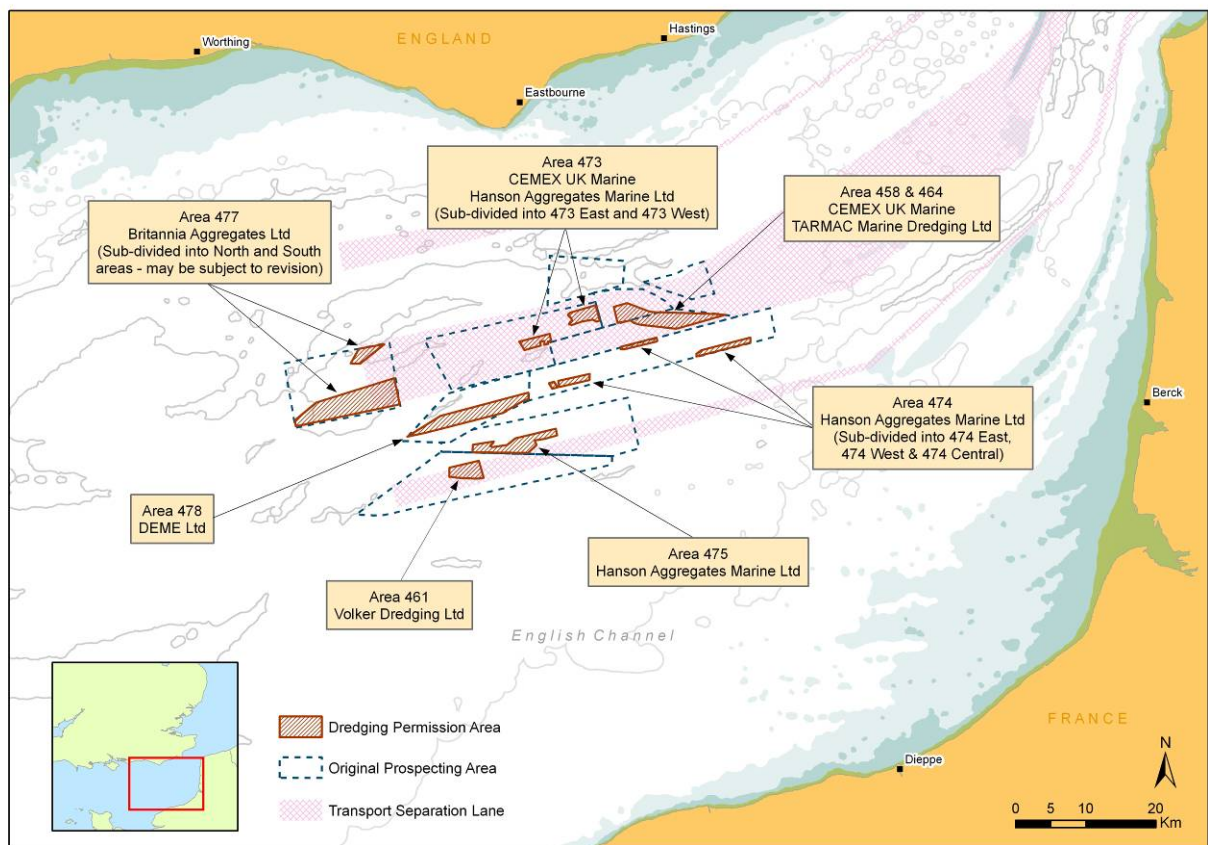 Worthing
ENGLAND
Hastings
Eastbourne
Area 473
CEMEX UK Marine
Hanson Aggregates Marine Ltd
(Sub-divided into 473 East and 473 West)
Area 458 & 464
CEMEX UK Marine
TARMAC Marine Dredging Ltd
Area 477
Britannia Aggregates Ltd
(Sub-divided into North and South
areas - may be subject to revision)
Berck
Area 474
Hanson Aggregates Marine Ltd
(Sub-divided into 474 East,
474 West & 474 Central)
Area 478
DEME Ltd
Area 475
Hanson Aggregates Marine Ltd
Area 461
Volker Dredging Ltd
English Channel
Dredging Permission Area
Original Prospecting Area
Transport Separation Lane
FRANCE
Dieppe
N
0 5 10 20
Km